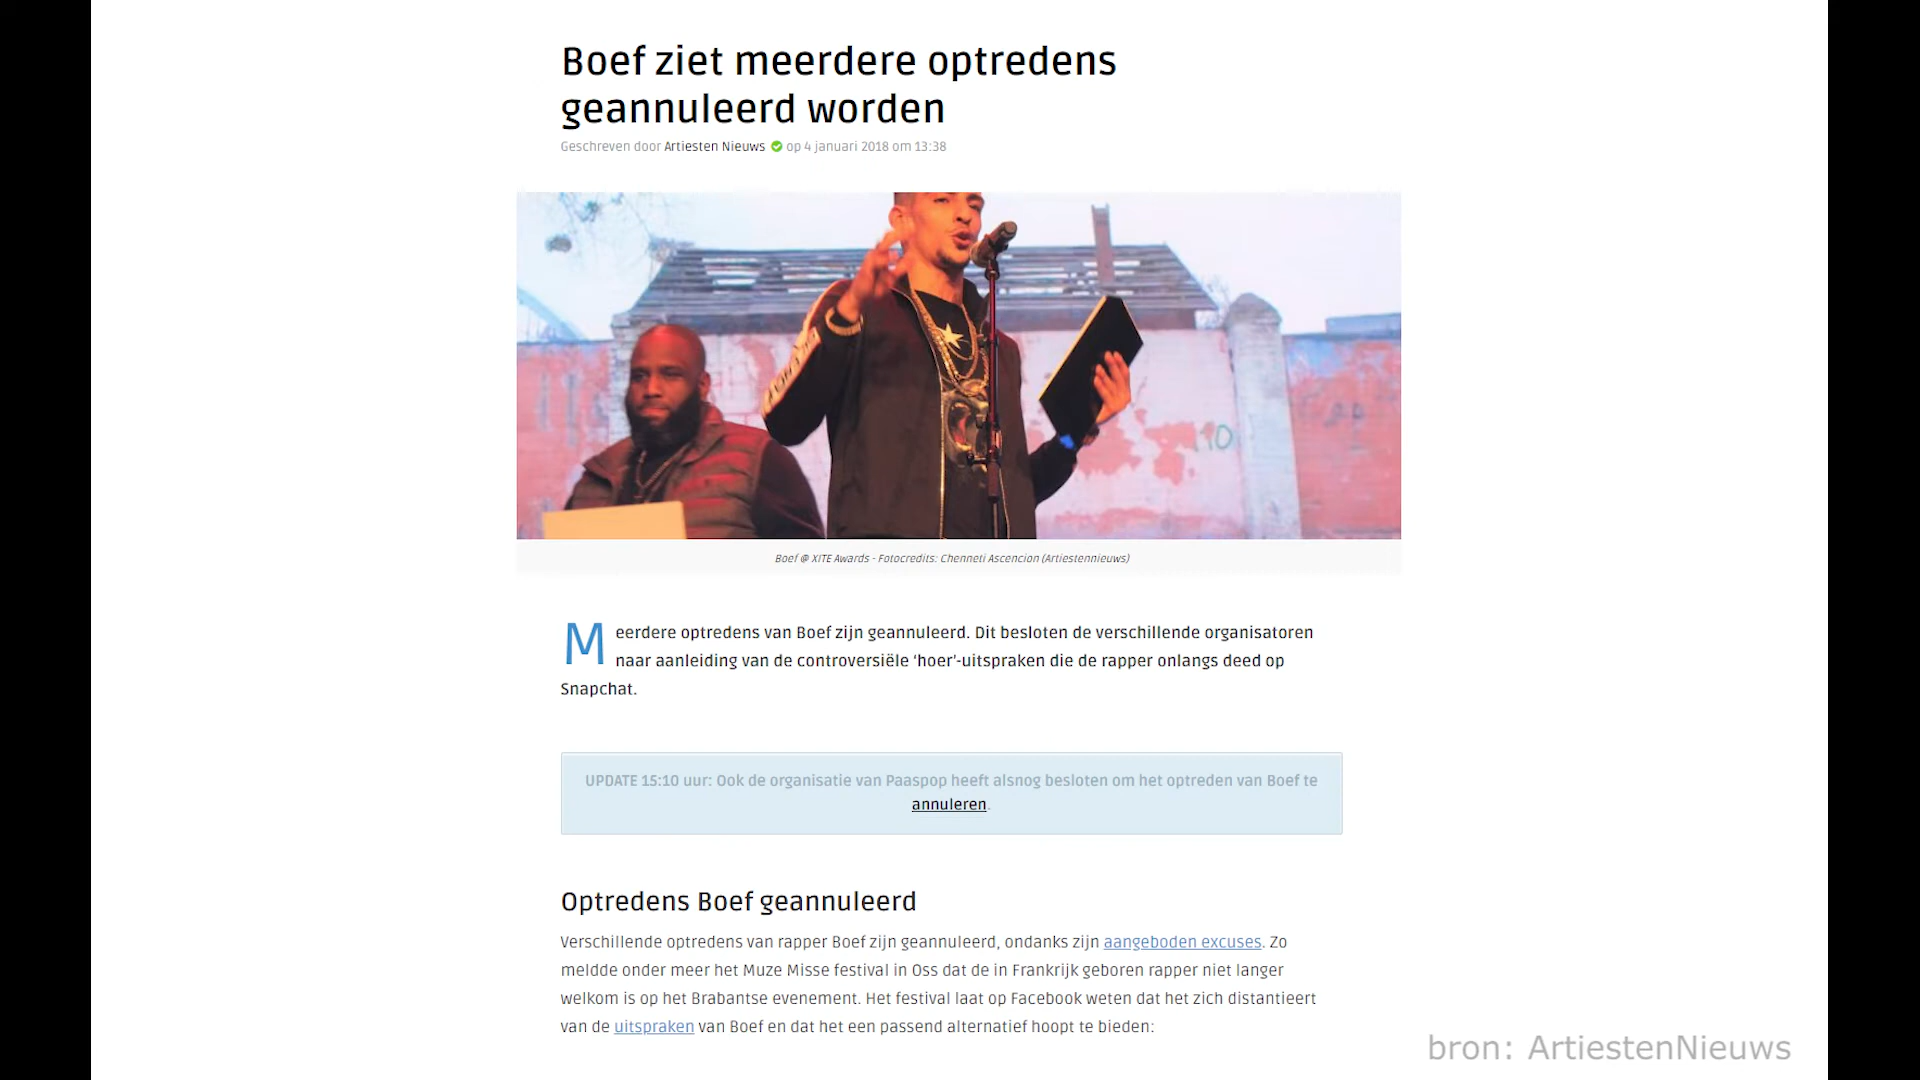 Boef ziet meerdere optredens
geannuleerd worden
Geschreven door Artiesten Nieuws op 4 januari 2018 om 13:38
10
Boef @ XITE Awards - Fotocredits: Chenneti Ascencion (Artiestennieuws)
Meerdere optredens van Boef zijn geannuleerd. Dit besloten de verschillende organisatoren
naar aanleiding van de controversiële ‘hoer’-uitspraken die de rapper onlangs deed op
Snapchat.
UPDATE 15:10 uur: Ook de organisatie van Paaspop heeft alsnog besloten om het optreden van Boef te
annuleren.
Optredens Boef geannuleerd
Verschillende optredens van rapper Boef zijn geannuleerd, ondanks zijn aangeboden excuses. Zo
meldde onder meer het Muze Misse festival in Oss dat de in Frankrijk geboren rapper niet langer
welkom is op het Brabantse evenement. Het festival laat op Facebook weten dat het zich distantieert
van de uitspraken van Boef en dat het een passend alternatief hoopt te bieden:
bron: ArtiestenNieuws